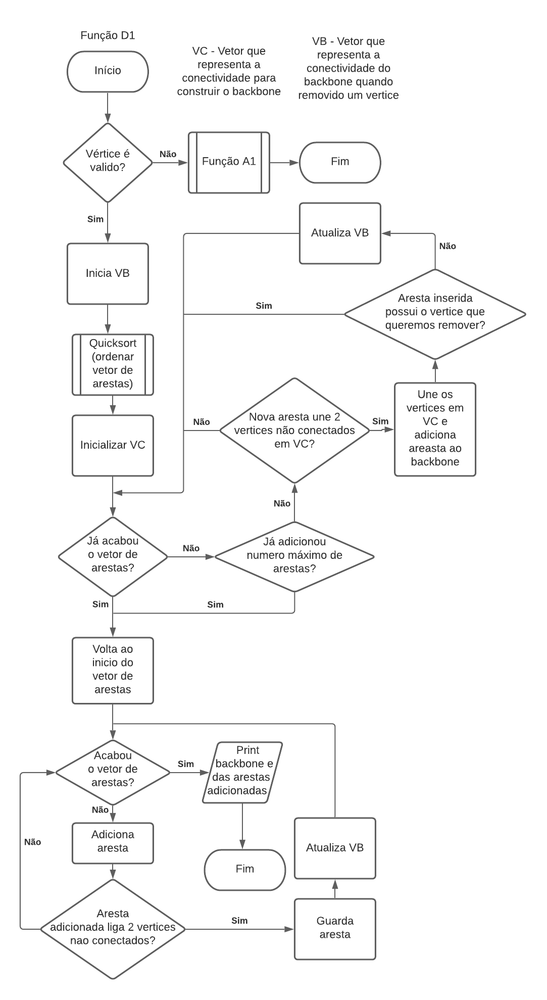 Função D1
Início
VC - Vetor que
representa a
conectividade para
construir o backbone
VB - Vetor que
representa a
conectividade do
backbone quando
removido um vertice
Vértice é
valido?
Não
Função A1
Fim
Sim
Atualiza VB
Não
Inicia VB
Aresta inserida
possui o vertice que
queremos remover?
Sim
Quicksort
(ordenar
vetor de
arestas)
Nova aresta une 2
vertices não conectados
em VC?
Não
Sim
Une os
vertices em
VC e
adiciona
areasta ao
backbone
Inicializar VC
Não
Já acabou
o vetor de
arestas?
Não
Já adicionou
numero máximo de
arestas?
Sim
Sim
Volta ao
inicio do
vetor de
arestas
Acabou
o vetor de
arestas?
Sim
Print
backbone e
das arestas
adicionadas
Não
Adiciona
aresta
Não
Fim
Atualiza VB
Aresta
adicionada liga 2 vertices
nao conectados?
Sim
Guarda
aresta